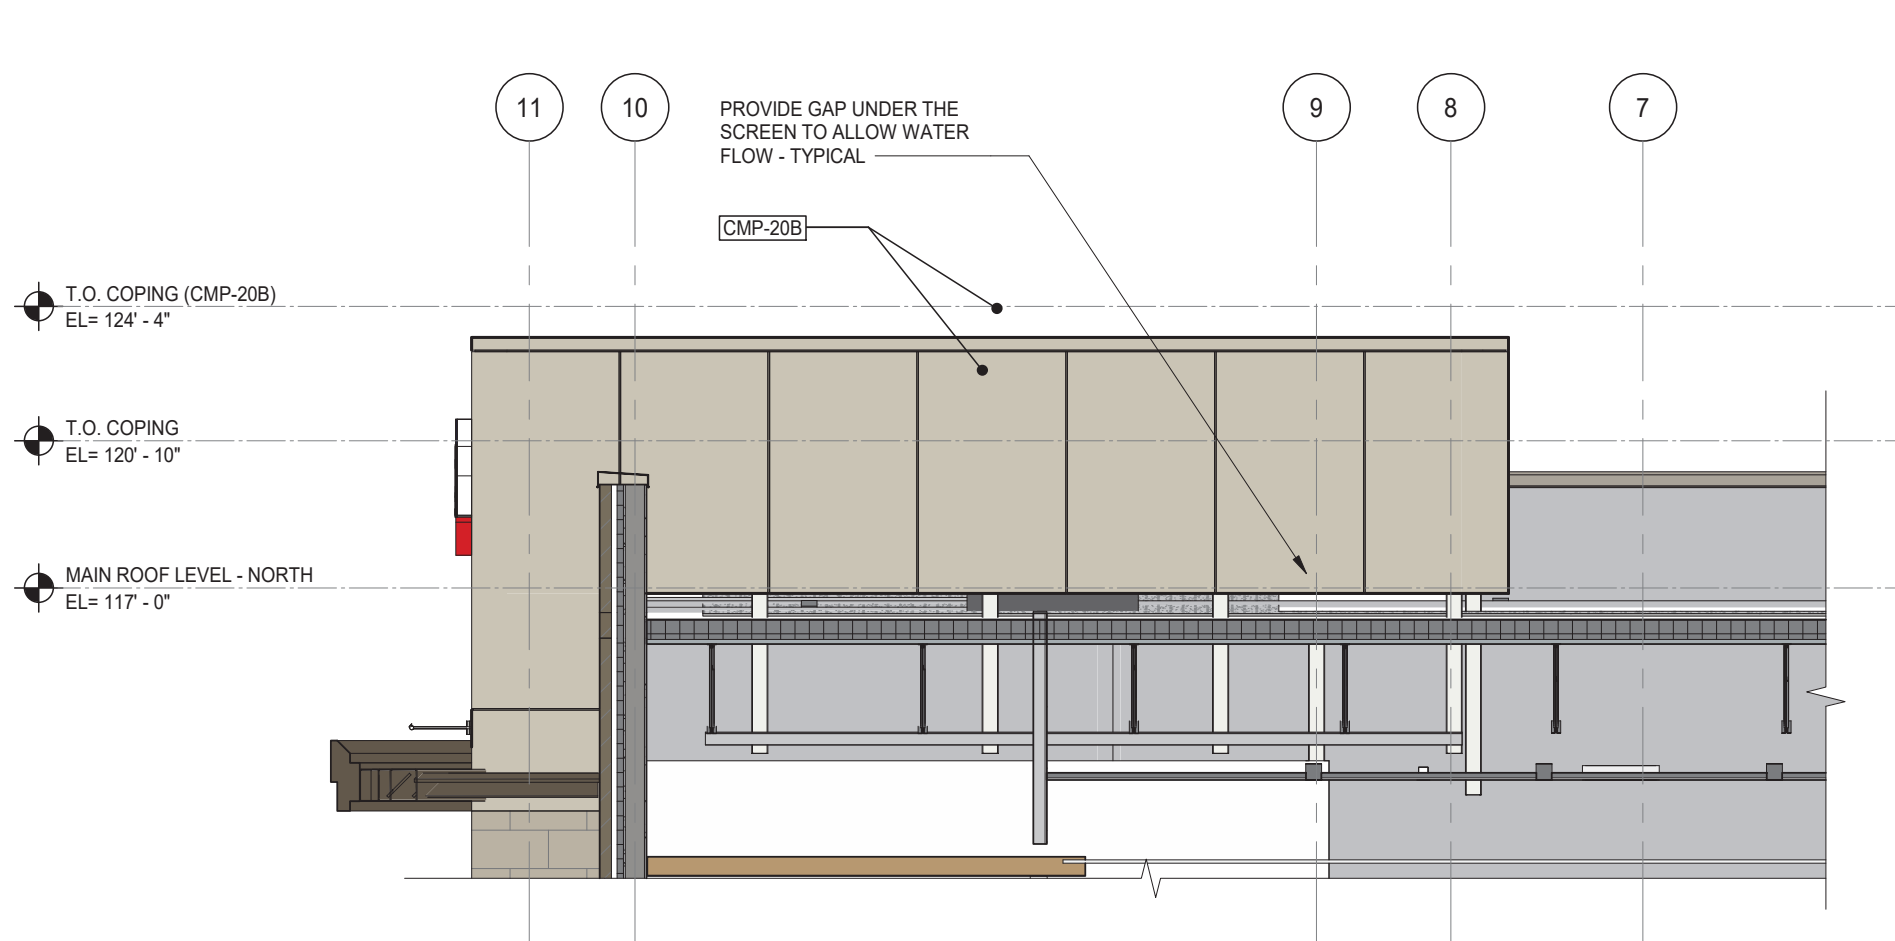 11
10
9
8
7
PROVIDE GAP UNDER THE
SCREEN TO ALLOW WATER
FLOW - TYPICAL
CMP-20B
T.O. COPING (CMP-20B)
EL= 124' - 4"
T.O. COPING
EL= 120' - 10"
MAIN ROOF LEVEL - NORTH
EL= 117' - 0"